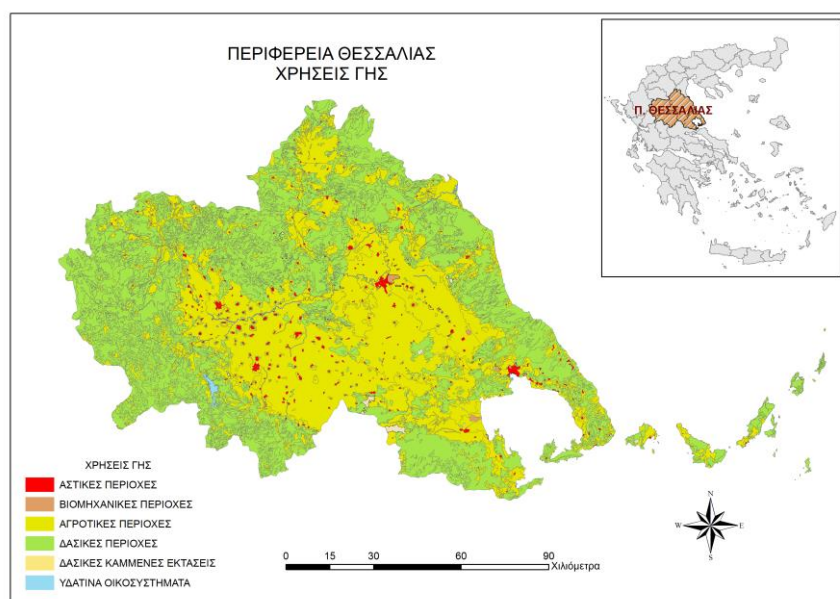 ΠΕΡΙΦΕΡΕΙΑ ΘΕΣΣΑΛΙΑΣ
ΧΡΗΣΕΙΣ ΓΗΣ
Π. ΘΕΣΣΑΛΙΑΣ
ΧΡΗΣΕΙΣ ΓΗΣ
ΑΣΤΙΚΕΣ ΠΕΡΙΟΧΕΣ
ΒΙΟΜΗΧΑΝΙΚΕΣ ΠΕΡΙΟΧΕΣ
ΑΓΡΟΤΙΚΕΣ ΠΕΡΙΟΧΕΣ
ΔΑΣΙΚΕΣ ΠΕΡΙΟΧΕΣ
ΔΑΣΙΚΕΣ ΚΑΜΜΕΝΕΣ ΕΚΤΑΣΕΙΣ
ΥΔΑΤΙΝΑ ΟΙΚΟΣΥΣΤΗΜΑΤΑ
0 15 30 60 90
Χιλιόμετρα
N
W E
S